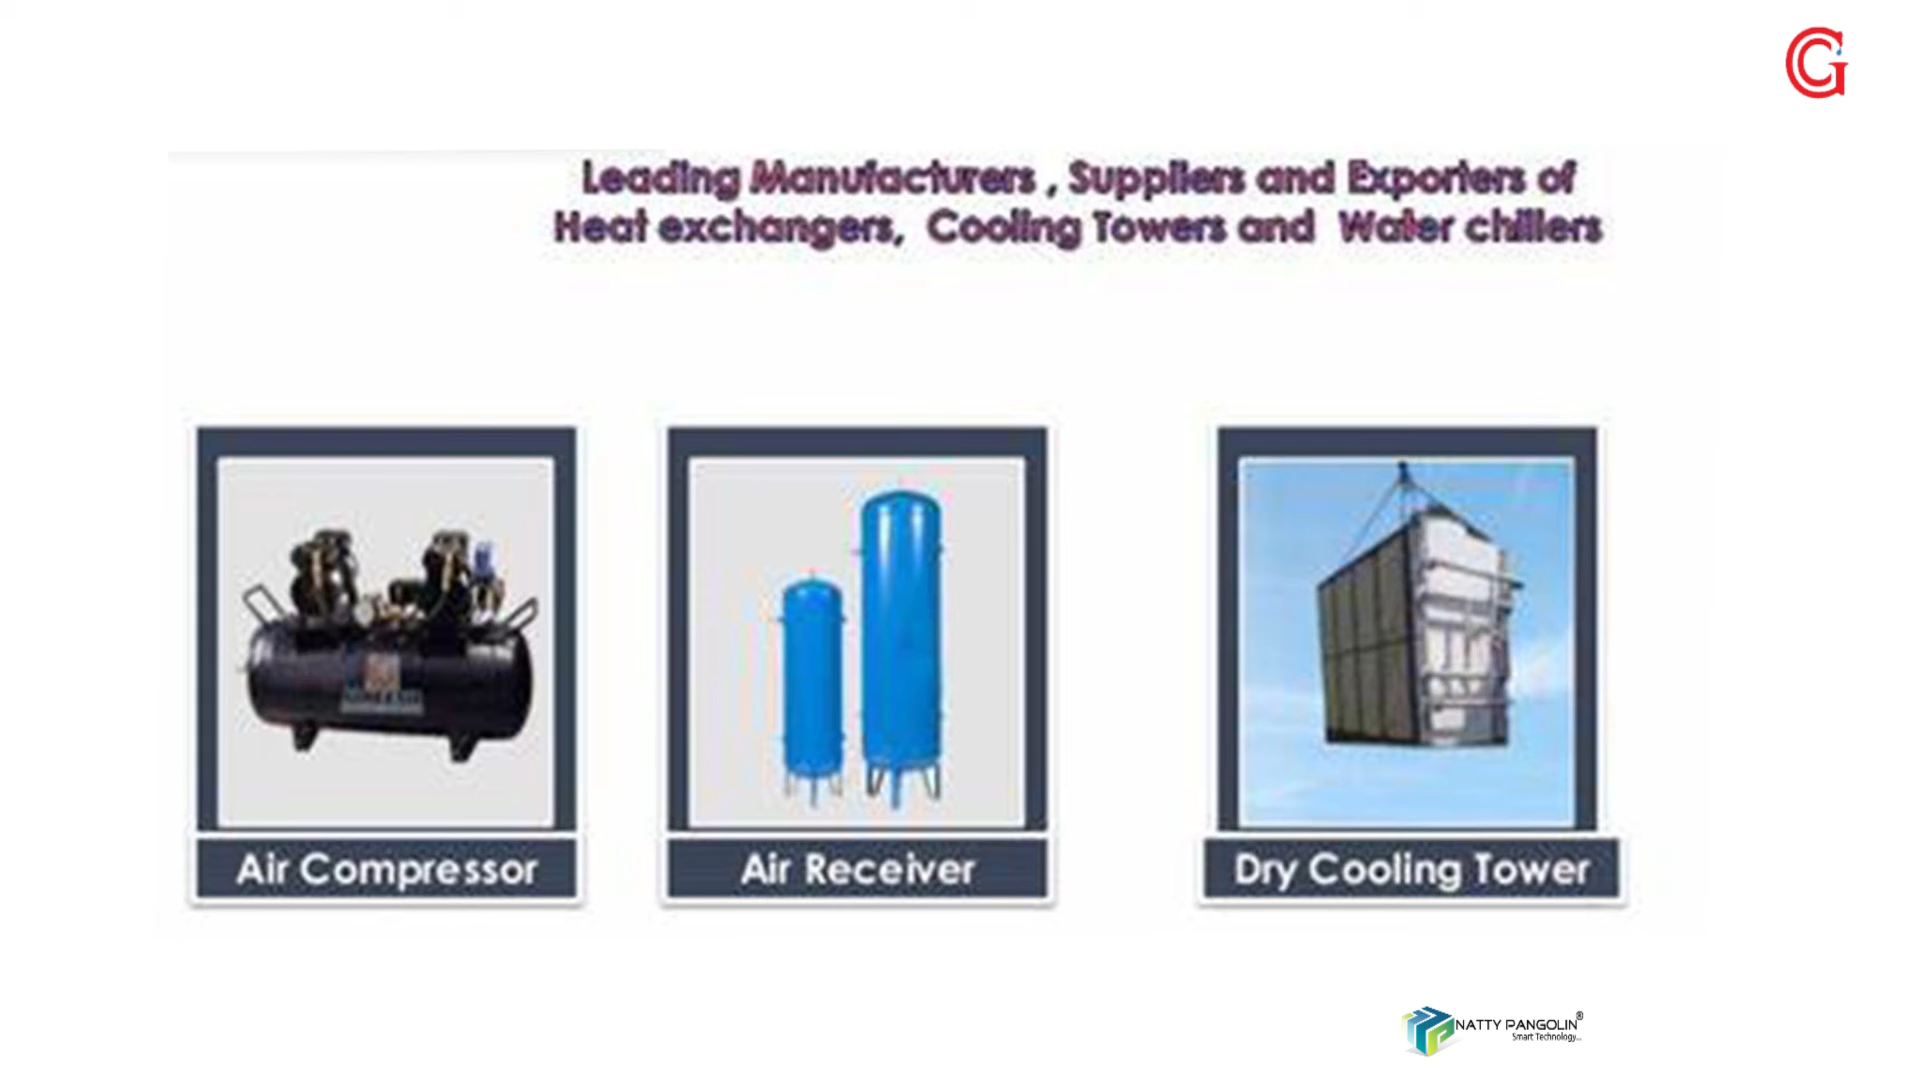 Leading Manufacturers , Suppliers and Exporters of
Heat exchangers, Cooling Towers and Water chillers
Air Compressor
Air Receiver
Dry Cooling Tower
NATTY PANGOLIN®
Smart Technology...